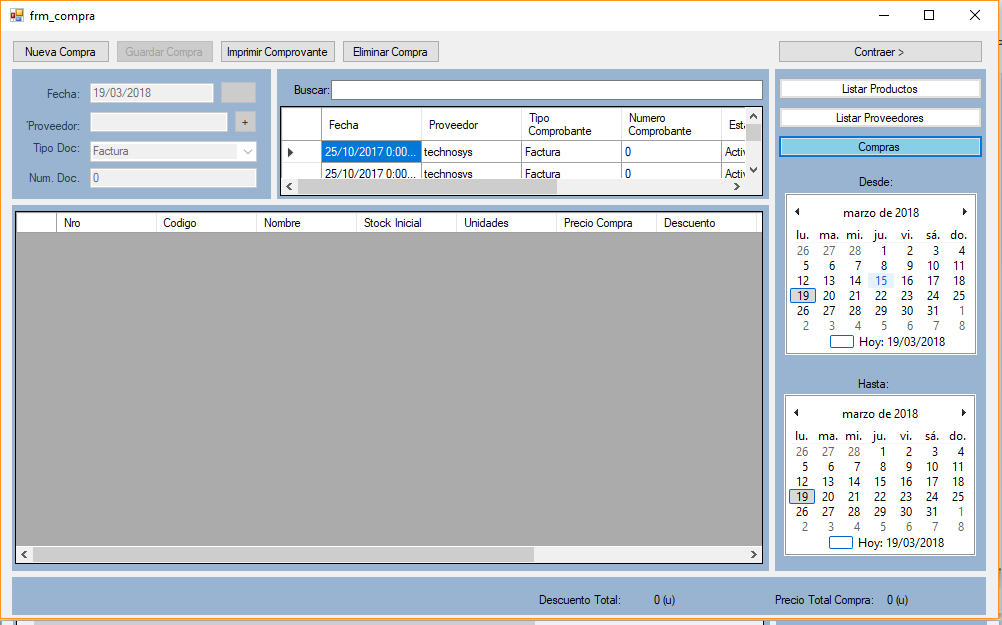 frm_compra
Nueva Compra Guardar Compra Imprimir Comprovante Eliminar Compra Contraer >
Fecha: 19/03/2018
*Proveedor: +
Tipo Doc: Factura
Num. Doc. 0
Buscar:
Fecha Proveedor Tipo Comprobante Numero Comprobante Esta
25/10/2017 0:00... technosys Factura 0 Activ
25/10/2017 0:00... technosys Factura 0 Activ
Listar Productos
Listar Proveedores
Compras
Nro Codigo Nombre Stock Inicial Unidades Precio Compra Descuento
Desde:
marzo de 2018
lu. ma. mi. ju. vi. sá. do.
26 27 28 1 2 3 4
5 6 7 8 9 10 11
12 13 14 15 16 17 18
19 20 21 22 23 24 25
26 27 28 29 30 31 1
2 3 4 5 6 7 8
Hoy: 19/03/2018
Hasta:
marzo de 2018
lu. ma. mi. ju. vi. sá. do.
26 27 28 1 2 3 4
5 6 7 8 9 10 11
12 13 14 15 16 17 18
19 20 21 22 23 24 25
26 27 28 29 30 31 1
2 3 4 5 6 7 8
Hoy: 19/03/2018
Descuento Total: 0 (u) Precio Total Compra: 0 (u)